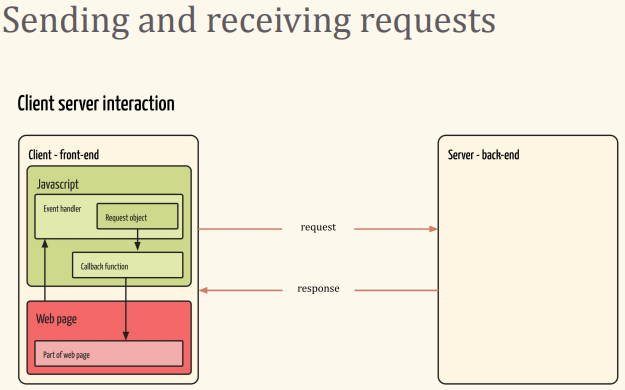 Sending and receiving requests
Client server interaction
Client - front-end
Javascript
Event handler
Request object
Callback function
Web page
Part of web page
request
response
Server - back-end